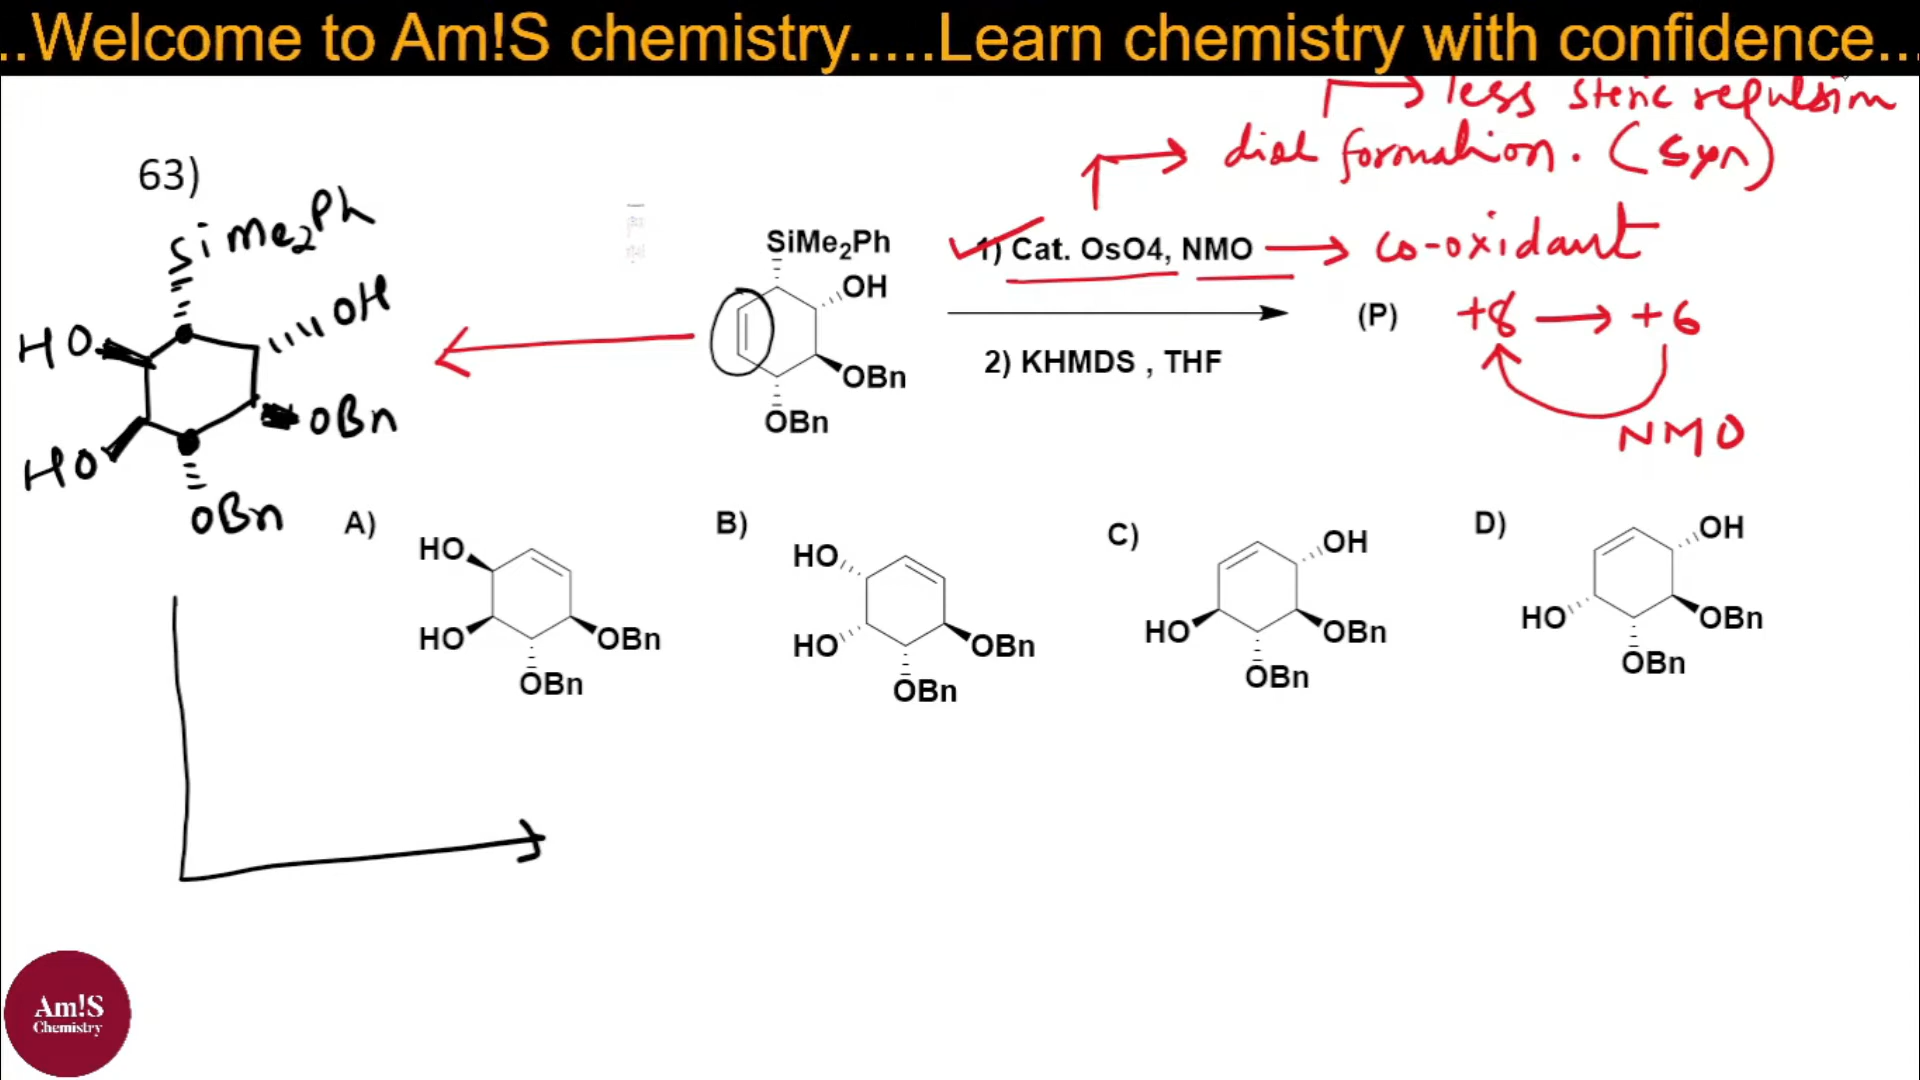 ..Welcome to Am!S chemistry.....Learn chemistry with confidence...
less steric repulsion
diol formation. (syn)
63)
SiMe2Ph
HO
OH
OBn
HO
OBn
SiMe2Ph
OH
OBn
OBn
1) Cat. OsO4, NMO
co-oxidant
2) KHMDS , THF
(P)
+8 → +6
NMO
A)
HO
HO
OBn
OBn
B)
HO
HO
OBn
OBn
C)
OH
HO
OBn
OBn
D)
OH
HO
OBn
OBn
Am!S
Chemistry